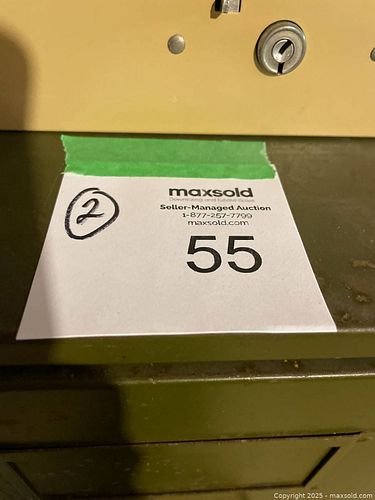 2
maxsold
Downsizing and Estate Sales
Seller-Managed Auction
1-877-257-7799
maxsold.com
55
Copyright 2025 - maxsold.com